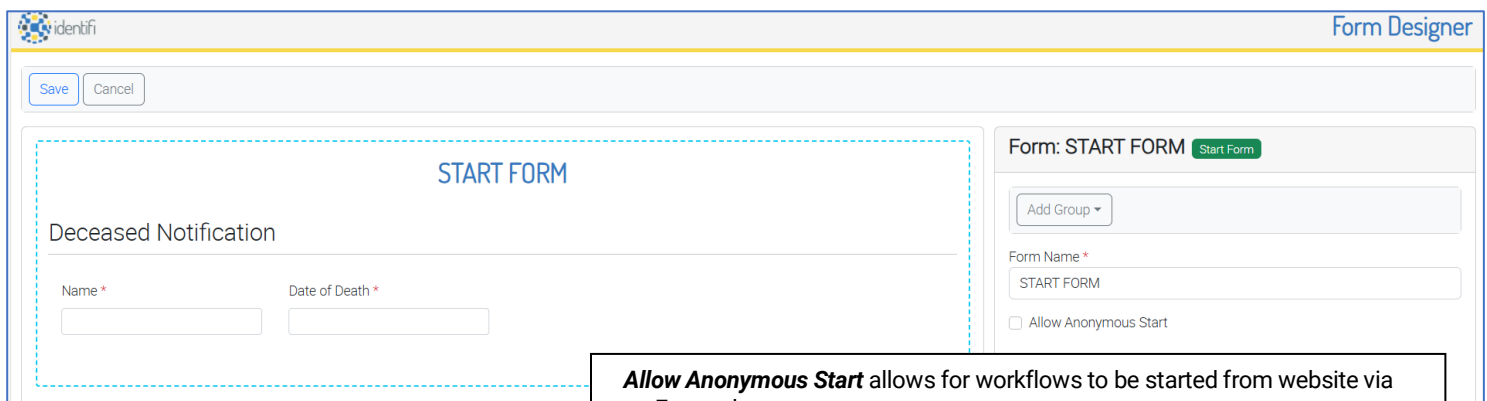 identifi
Form Designer
Save Cancel
START FORM
Deceased Notification
Name * Date of Death *
Form: START FORM Start Form
Add Group
Form Name *
START FORM
Allow Anonymous Start
Allow Anonymous Start allows for workflows to be started from website via